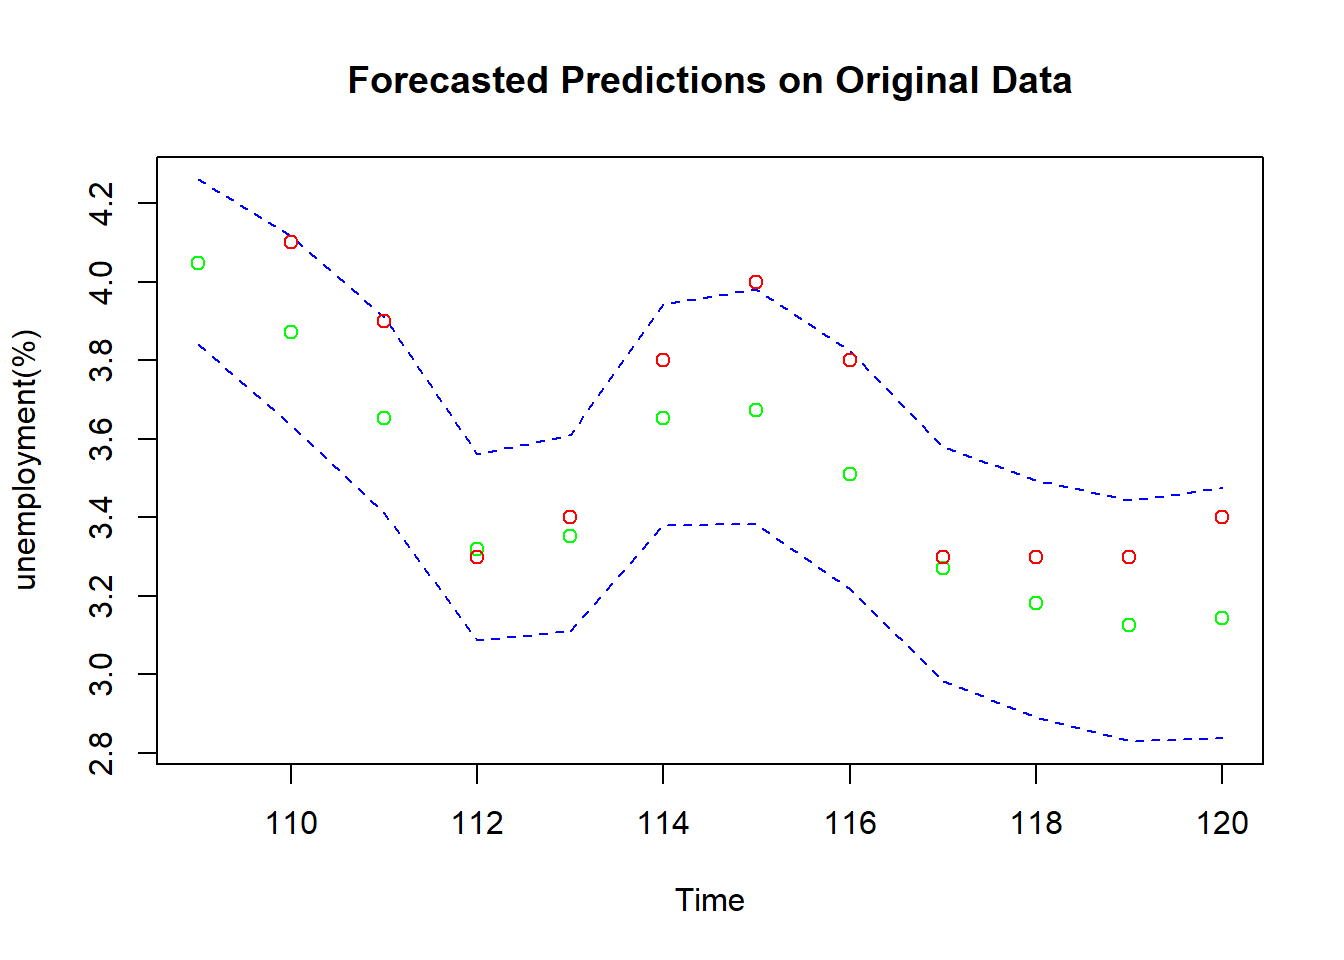 Forecasted Predictions on Original Data
unemployment(%)
4.2
4.0
3.8
3.6
3.4
3.2
3.0
2.8
110 112 114 116 118 120
Time